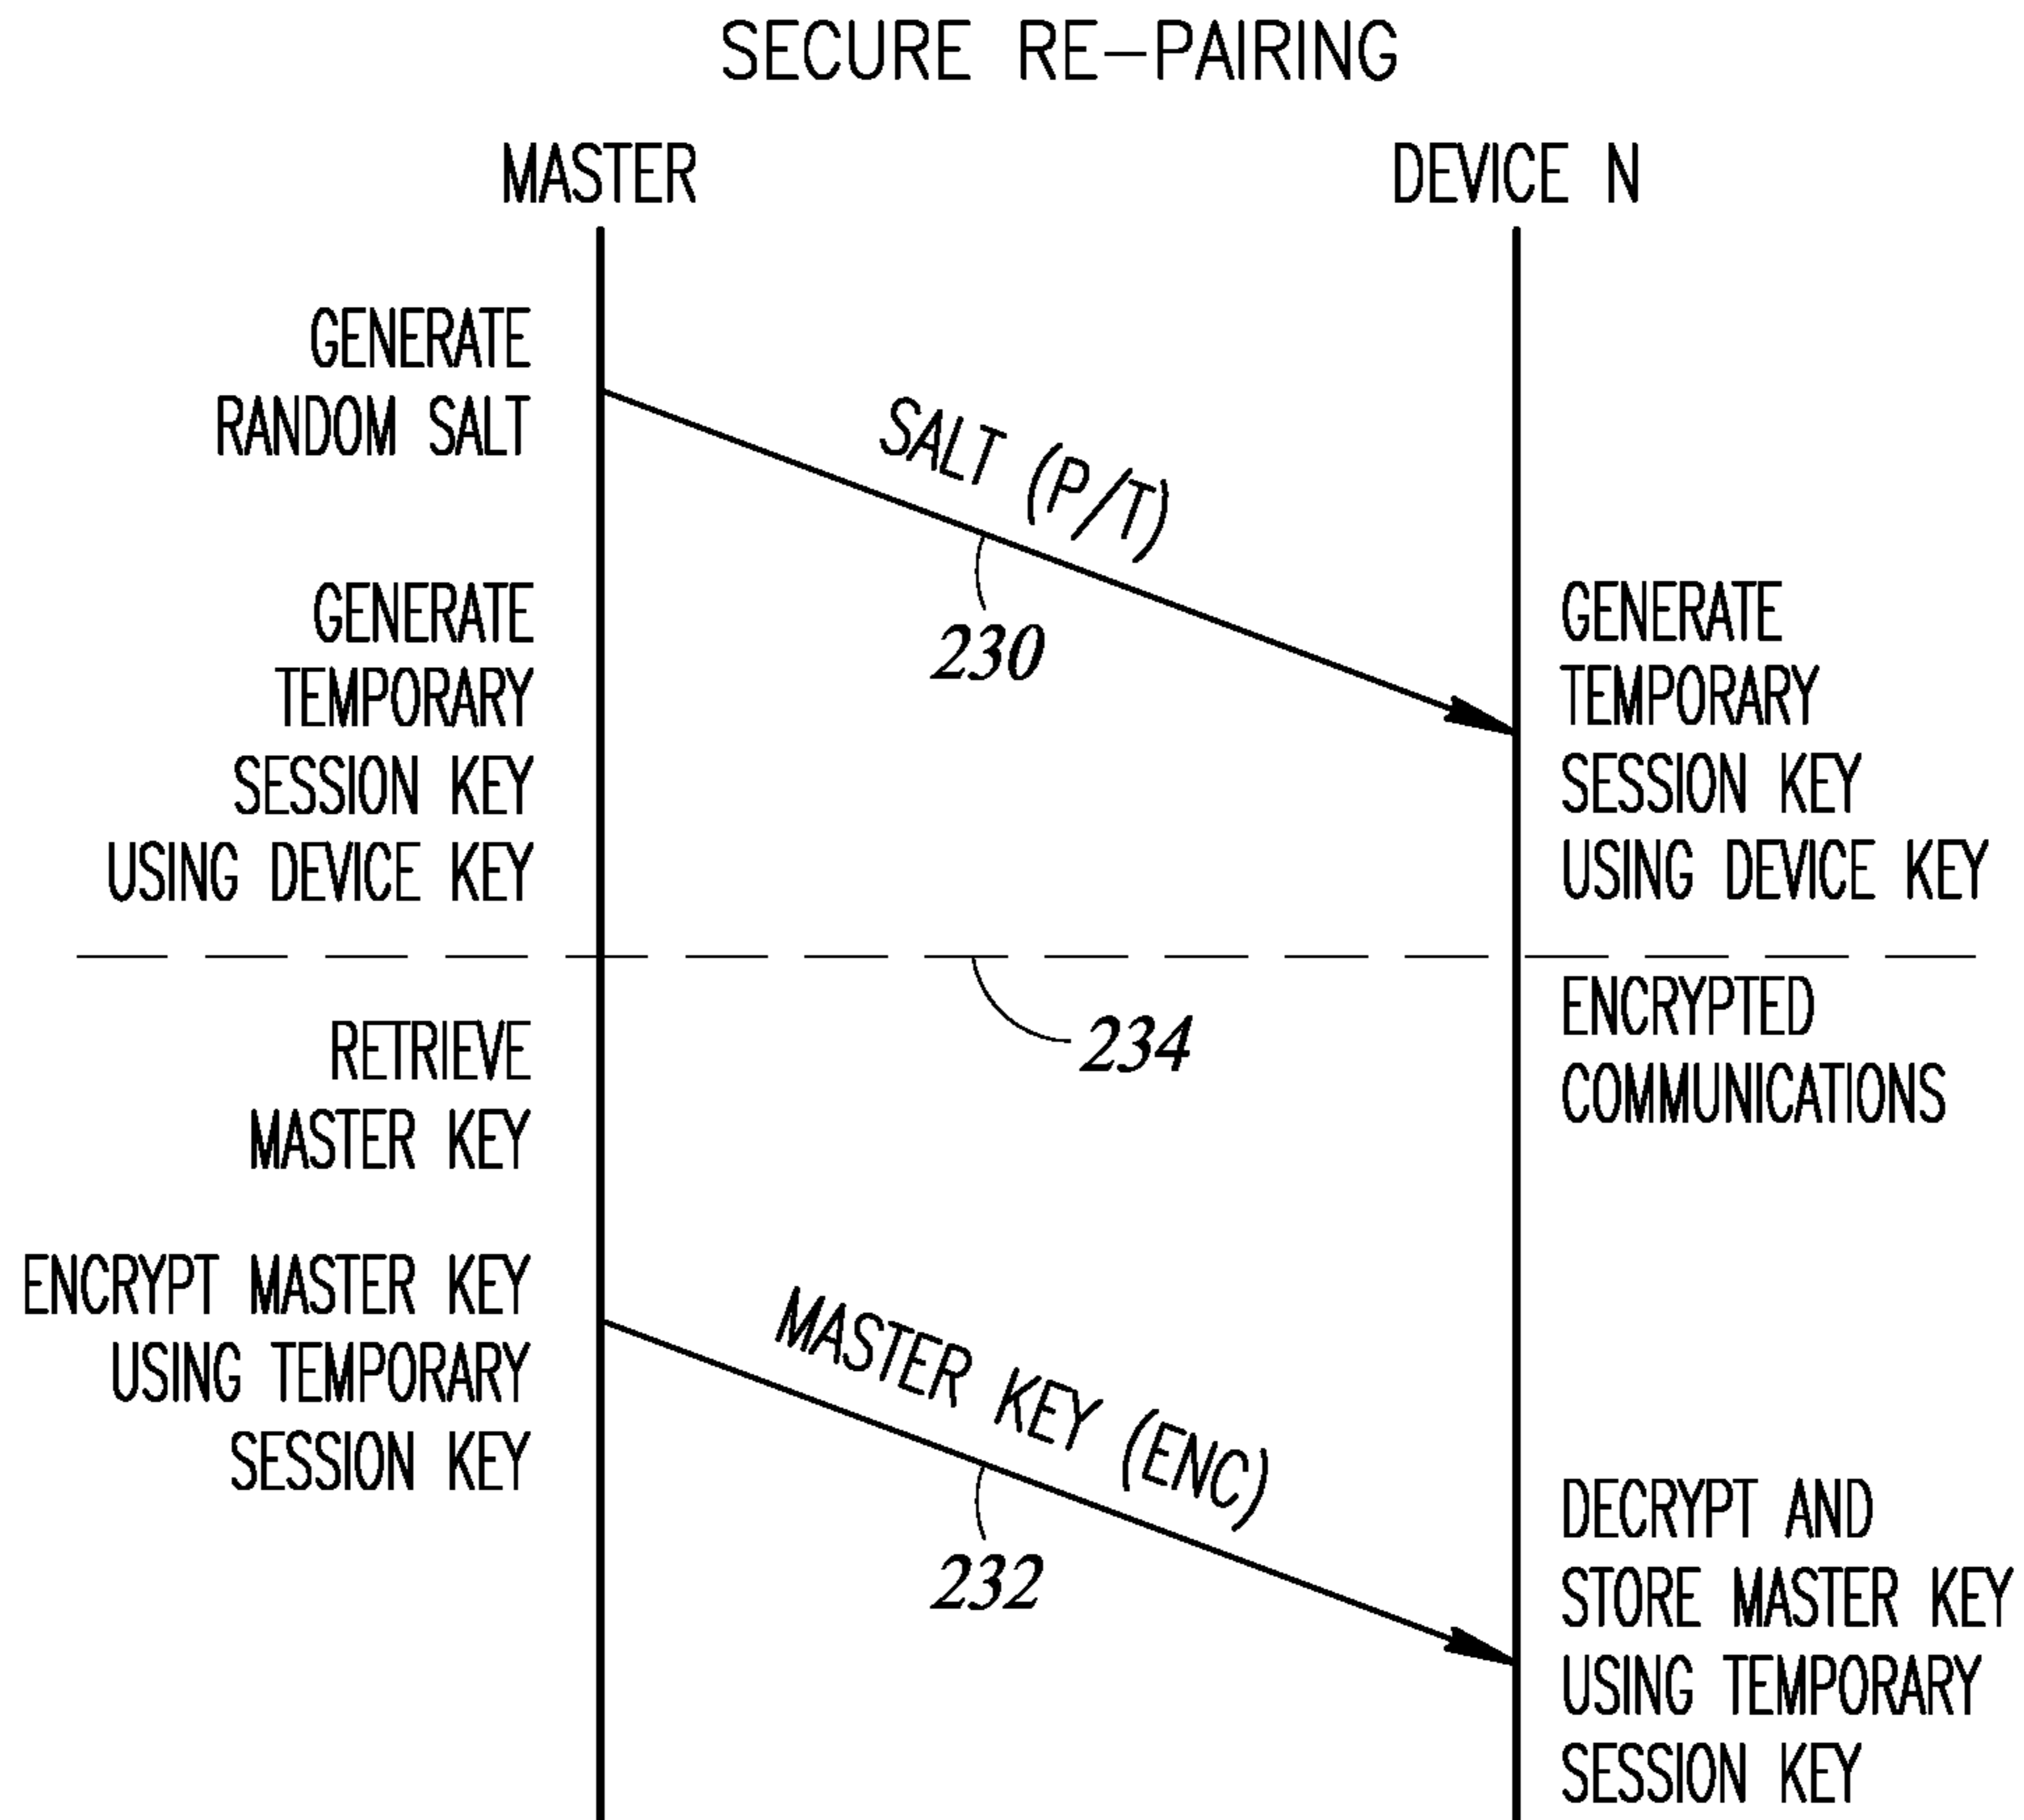 SECURE RE-PAIRING
MASTER
DEVICE N
GENERATE
RANDOM SALT
SALT (P/T)
230
GENERATE
TEMPORARY
SESSION KEY
USING DEVICE KEY
GENERATE
TEMPORARY
SESSION KEY
USING DEVICE KEY
234
ENCRYPTED
COMMUNICATIONS
RETRIEVE
MASTER KEY
ENCRYPT MASTER KEY
USING TEMPORARY
SESSION KEY
MASTER KEY (ENC)
232
DECRYPT AND
STORE MASTER KEY
USING TEMPORARY
SESSION KEY